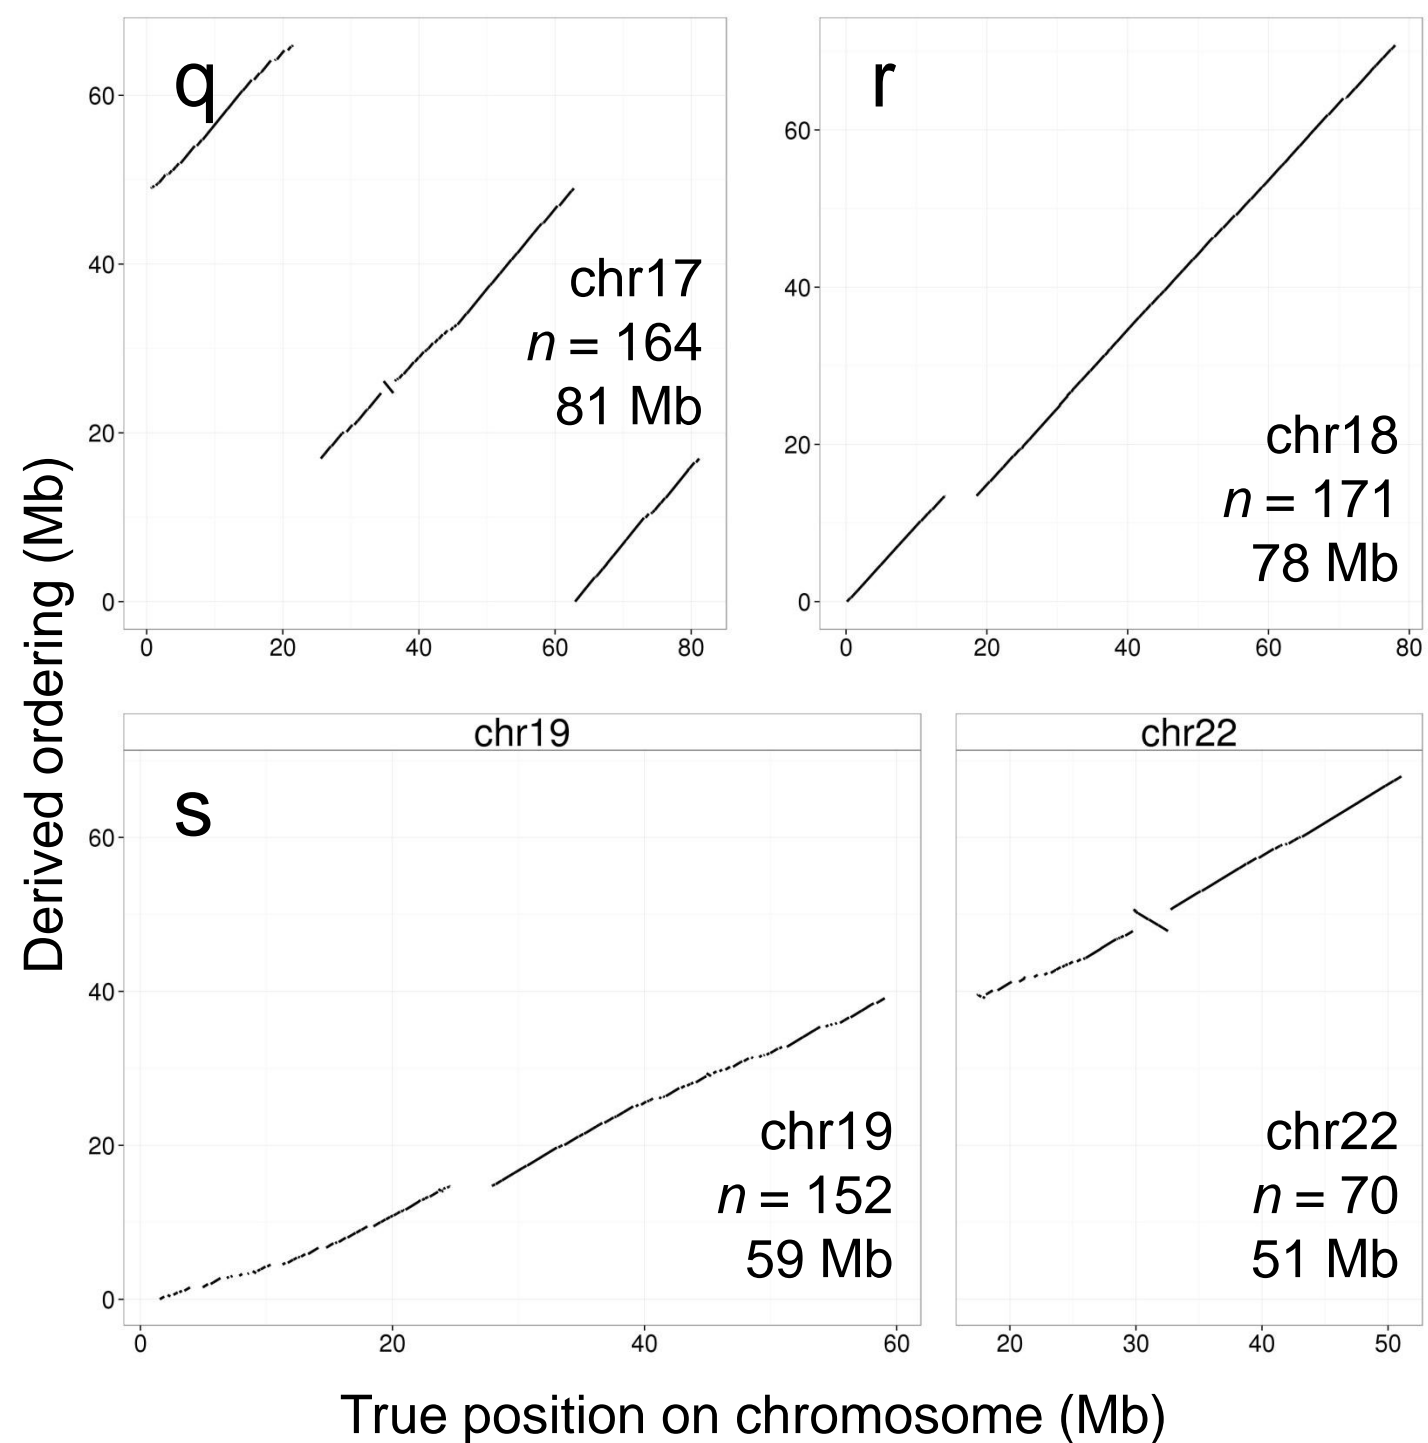 q
60
40
20
0
chr17
n = 164
81 Mb
0 20 40 60 80
r
60
40
20
0
chr18
n = 171
78 Mb
0 20 40 60 80
Derived ordering (Mb)
chr19
s
60
40
20
0
chr19
n = 152
59 Mb
0 20 40 60
chr22
chr22
n = 70
51 Mb
20 30 40 50
True position on chromosome (Mb)